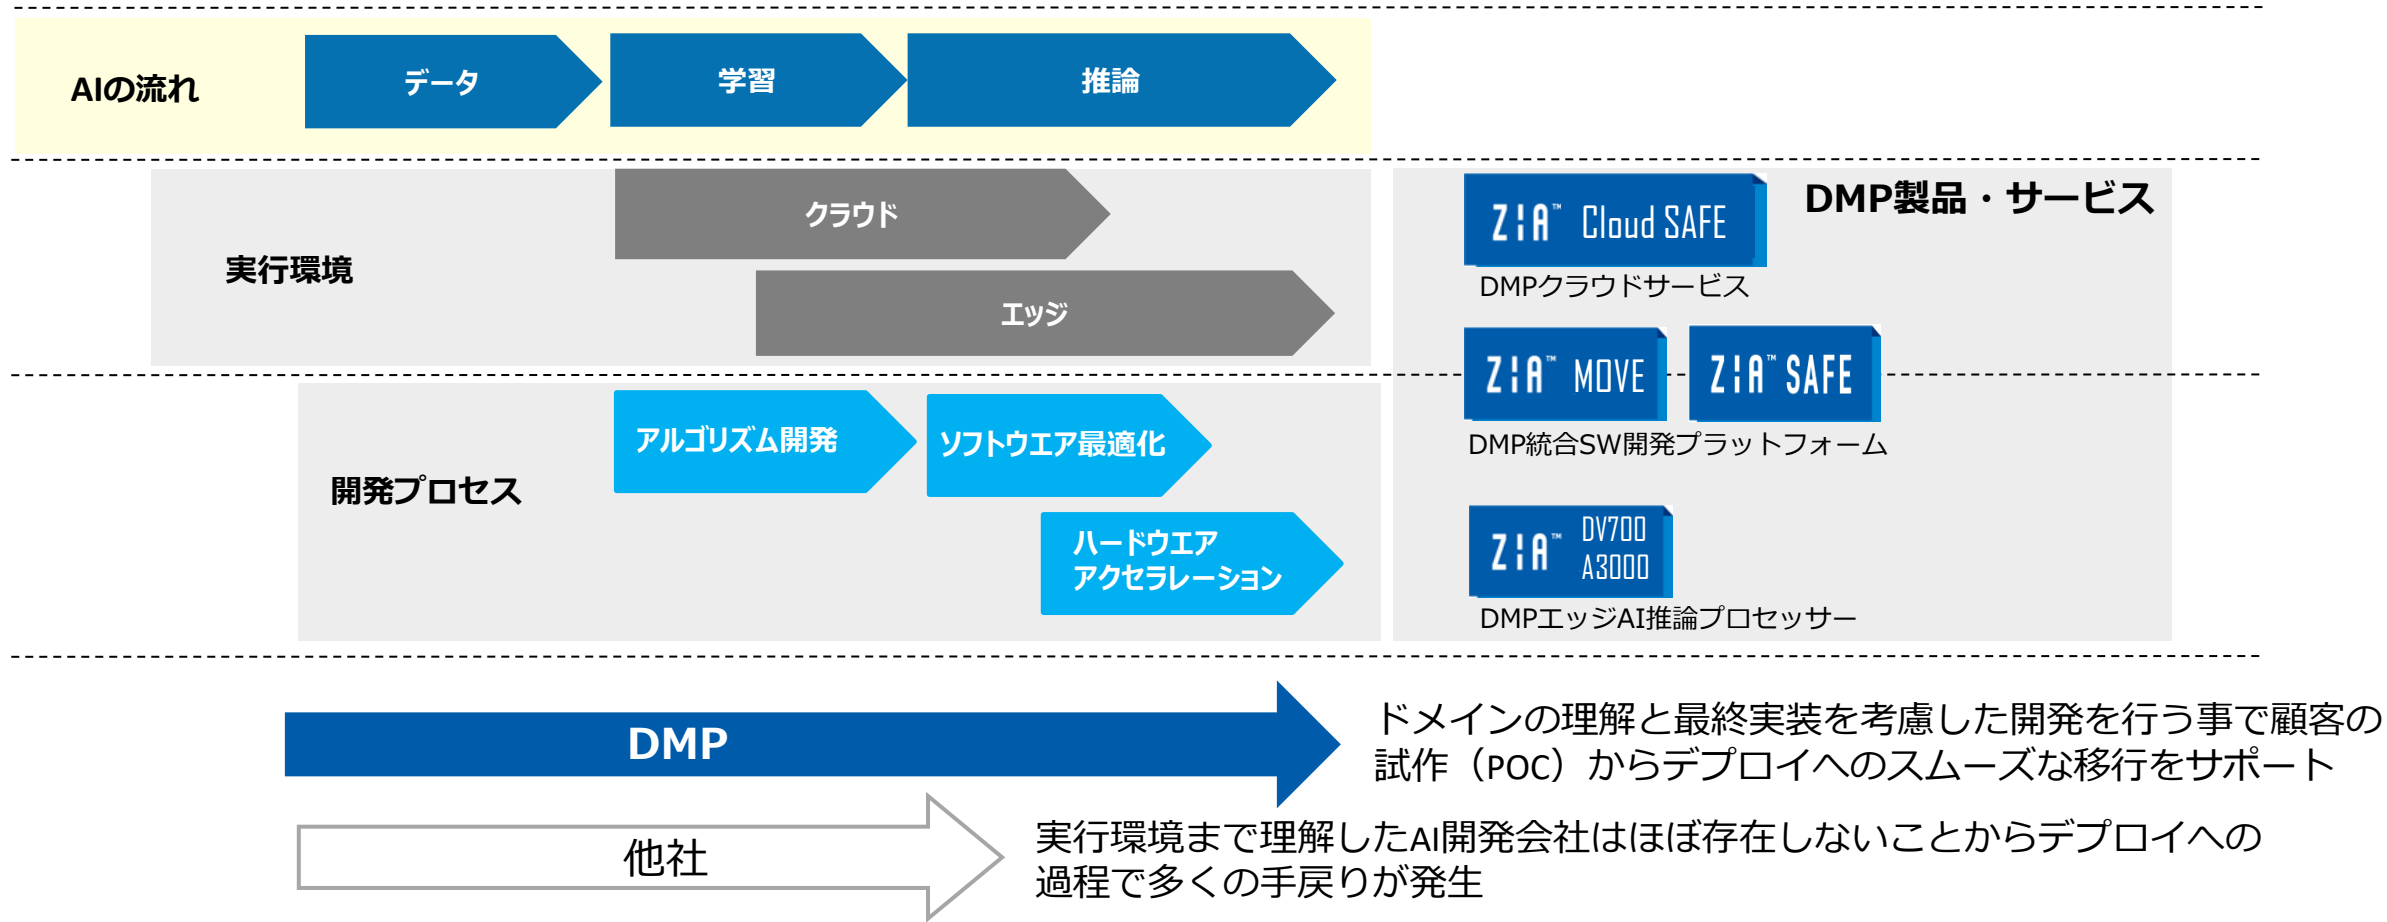 AIの流れ
データ
学習
推論
クラウド
実行環境
エッジ
DMP製品・サービス
ZIA™ Cloud SAFE
DMPクラウドサービス
ZIA™ MOVE
ZIA™ SAFE
DMP統合SW開発プラットフォーム
開発プロセス
アルゴリズム開発
ソフトウエア最適化
ハードウエア
アクセラレーション
ZIA™ DV700
A3000
DMPエッジAI推論プロセッサー
DMP
ドメインの理解と最終実装を考慮した開発を行う事で顧客の
試作（POC）からデプロイへのスムーズな移行をサポート
他社
実行環境まで理解したAI開発会社はほぼ存在しないことからデプロイへの
過程で多くの手戻りが発生